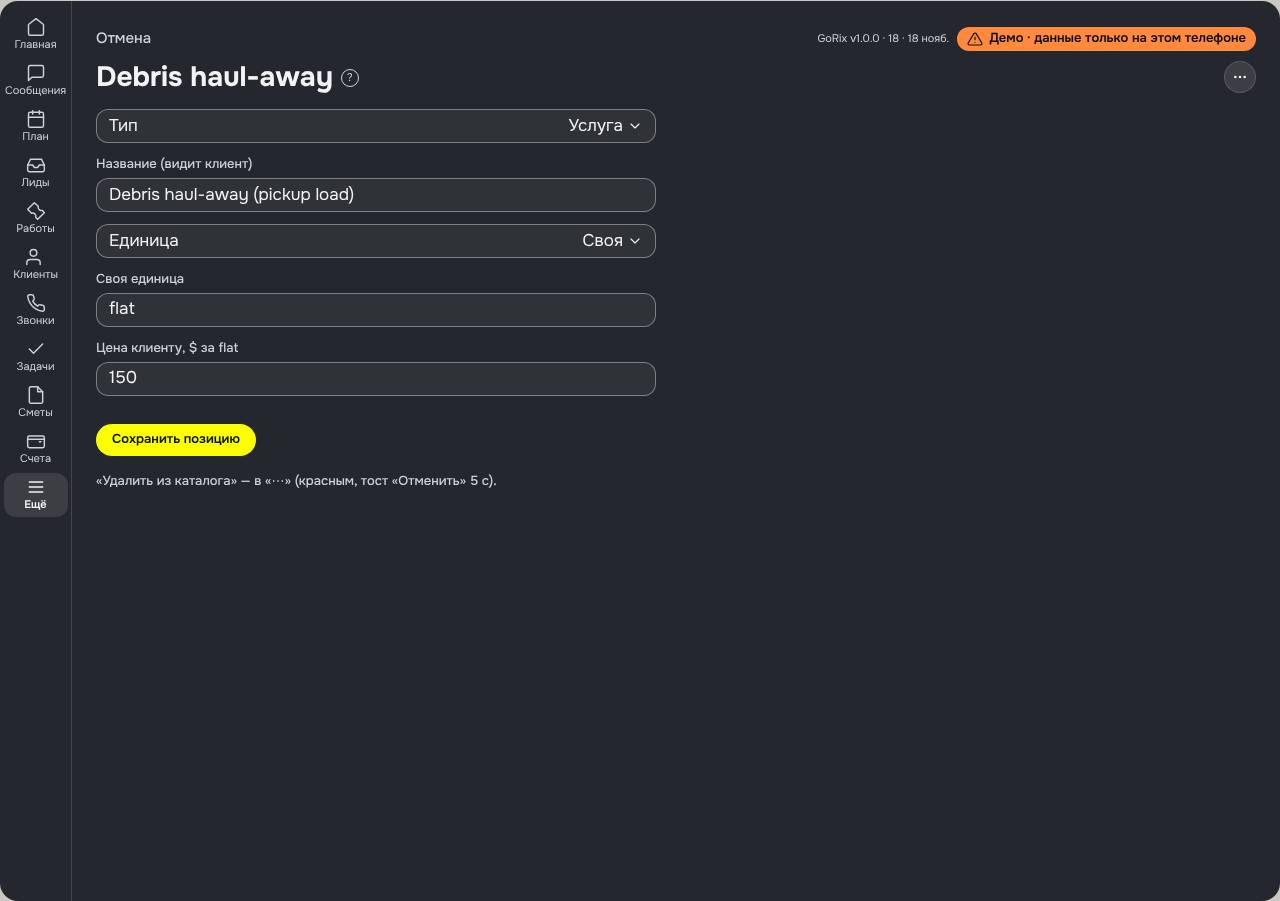 Главная
Сообщения
План
Лиды
Работы
Клиенты
Звонки
Задачи
Сметы
Счета
Ещё
Отмена
GoRix v1.0.0 · 18 · 18 нояб.
Демо · данные только на этом телефоне
Debris haul-away ?
Тип Услуга
Название (видит клиент)
Debris haul-away (pickup load)
Единица Своя
Своя единица
flat
Цена клиенту, $ за flat
150
Сохранить позицию
«Удалить из каталога» — в «···» (красным, тост «Отменить» 5 с).